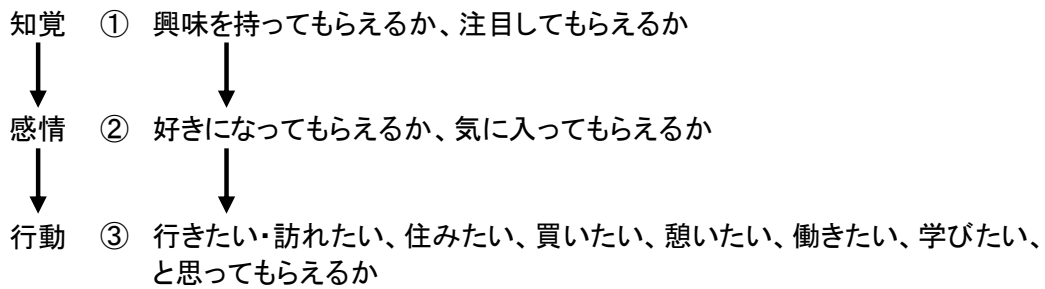 知覚 ① 興味を持ってもらえるか、注目してもらえるか
感情 ② 好きになってもらえるか、気に入ってもらえるか
行動 ③ 行きたい・訪れたい、住みたい、買いたい、憩いたい、働きたい、学びたい、
と思ってもらえるか